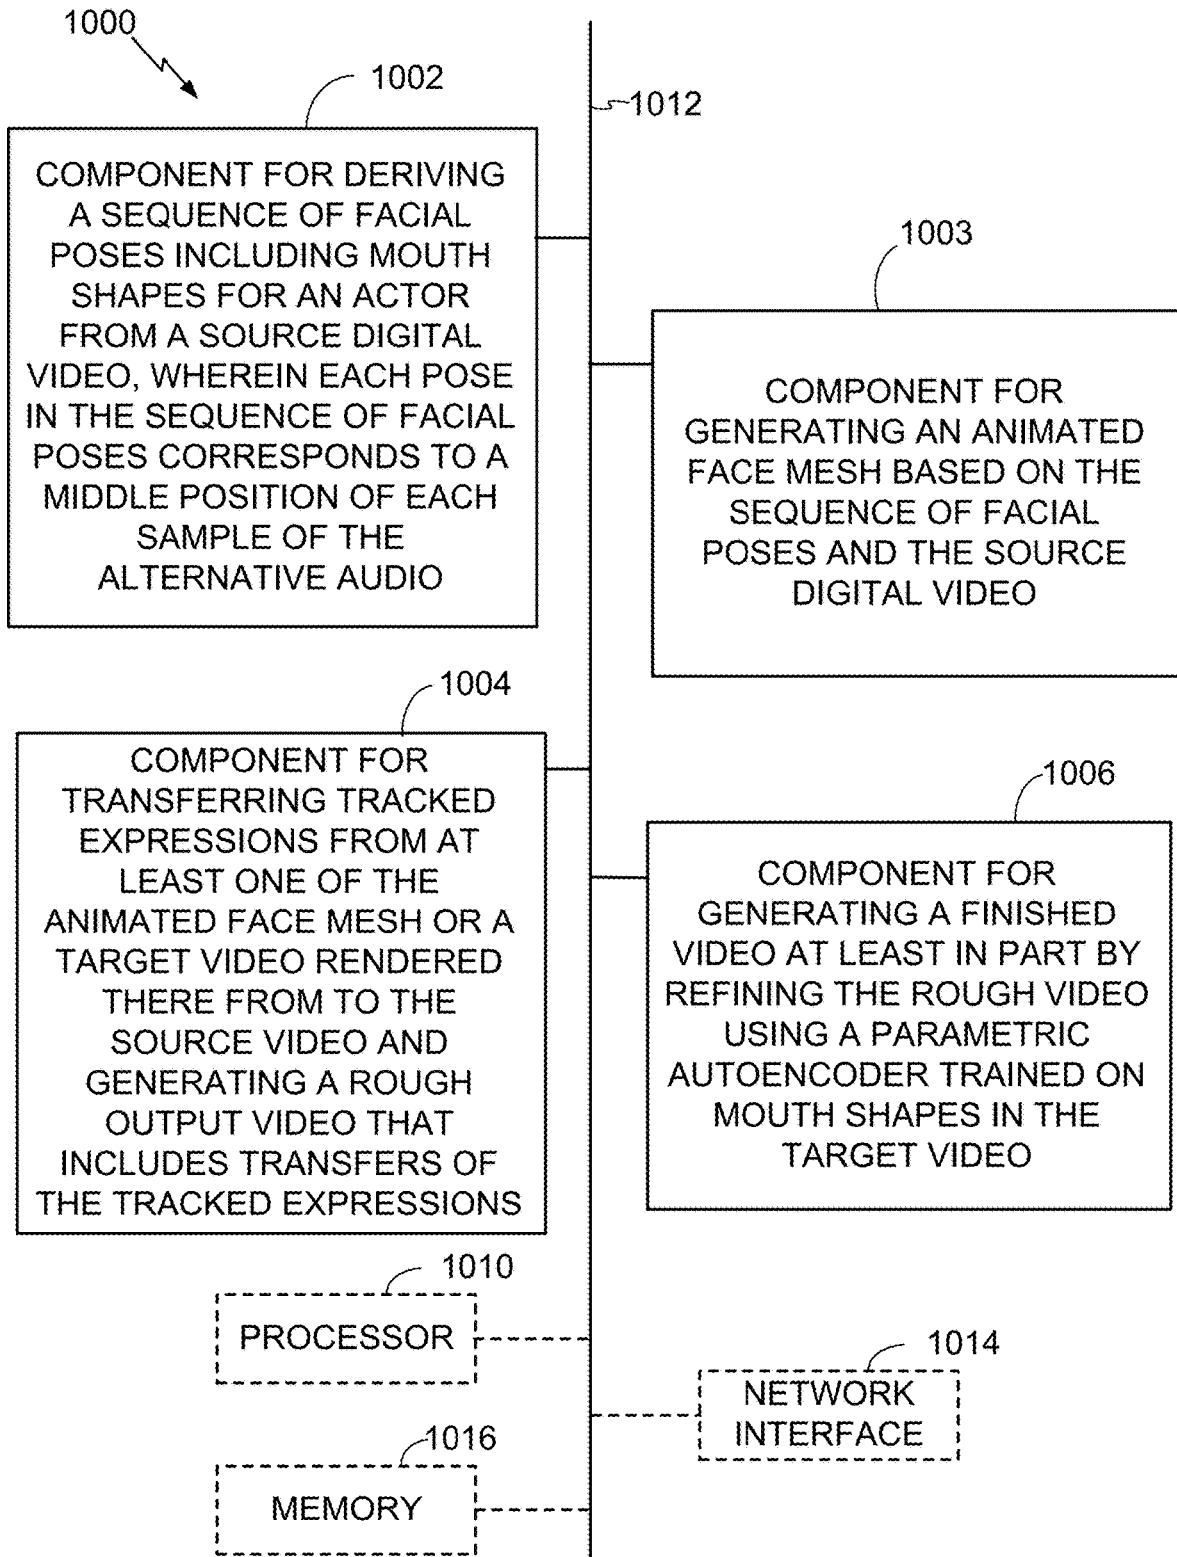 1000
1002
1012
COMPONENT FOR DERIVING
A SEQUENCE OF FACIAL
POSES INCLUDING MOUTH
SHAPES FOR AN ACTOR
FROM A SOURCE DIGITAL
VIDEO, WHEREIN EACH POSE
IN THE SEQUENCE OF FACIAL
POSES CORRESPONDS TO A
MIDDLE POSITION OF EACH
SAMPLE OF THE
ALTERNATIVE AUDIO
1003
COMPONENT FOR
GENERATING AN ANIMATED
FACE MESH BASED ON THE
SEQUENCE OF FACIAL
POSES AND THE SOURCE
DIGITAL VIDEO
1004
COMPONENT FOR
TRANSFERRING TRACKED
EXPRESSIONS FROM AT
LEAST ONE OF THE
ANIMATED FACE MESH OR A
TARGET VIDEO RENDERED
THERE FROM TO THE
SOURCE VIDEO AND
GENERATING A ROUGH
OUTPUT VIDEO THAT
INCLUDES TRANSFERS OF
THE TRACKED EXPRESSIONS
1006
COMPONENT FOR
GENERATING A FINISHED
VIDEO AT LEAST IN PART BY
REFINING THE ROUGH VIDEO
USING A PARAMETRIC
AUTOENCODER TRAINED ON
MOUTH SHAPES IN THE
TARGET VIDEO
1010
PROCESSOR
1014
NETWORK
INTERFACE
1016
MEMORY